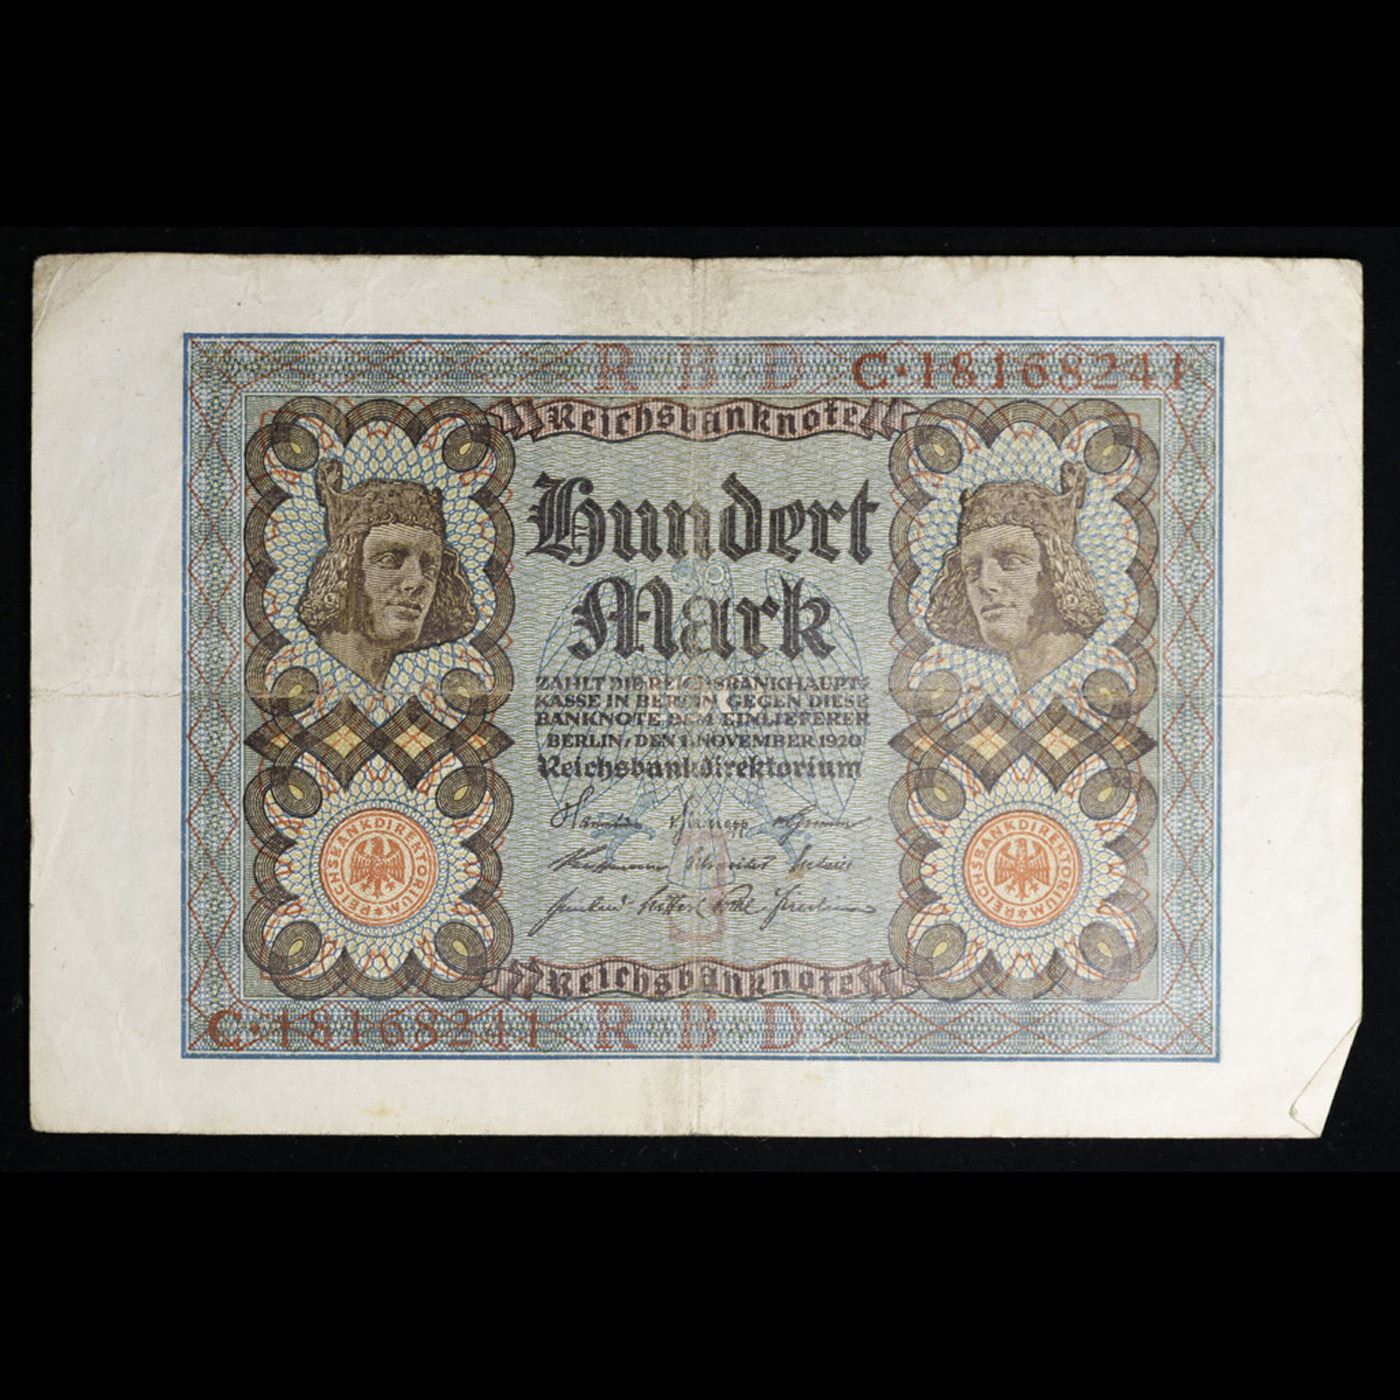 R B D C·18168241
Reichsbanknote
Hundert
Mark
ZAHLT DIE REICHSBANKHAUPT-
KASSE IN BERLIN GEGEN DIESE
BANKNOTE DEM EINLIEFERER
BERLIN, DEN 1. NOVEMBER 1920
Reichsbankdirektorium
REICHSBANKDIREKTORIUM
REICHSBANKDIREKTORIUM
Reichsbanknote
C·18168241 R B D